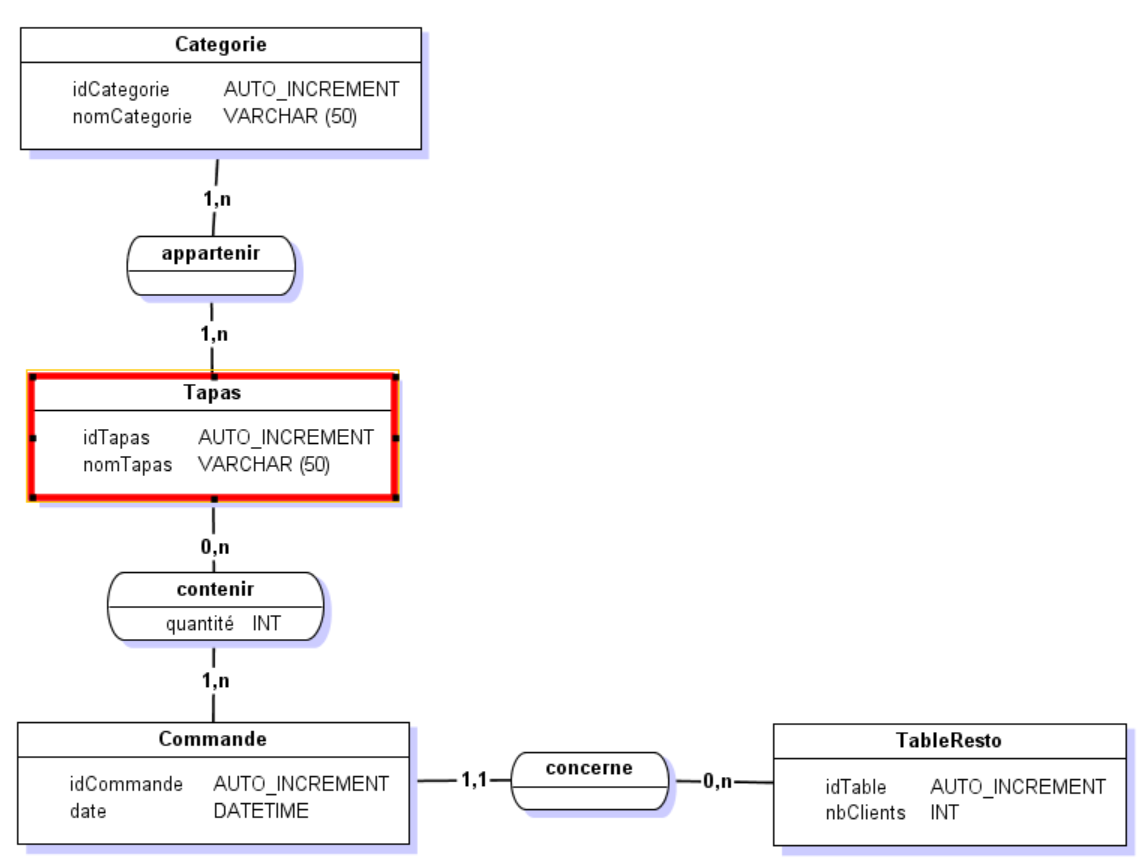 Categorie
idCategorie AUTO_INCREMENT
nomCategorie VARCHAR (50)
1,n
appartenir
1,n
Tapas
idTapas AUTO_INCREMENT
nomTapas VARCHAR (50)
0,n
contenir
quantité INT
1,n
Commande
idCommande AUTO_INCREMENT
date DATETIME
1,1
concerne
0,n
TableResto
idTable AUTO_INCREMENT
nbClients INT